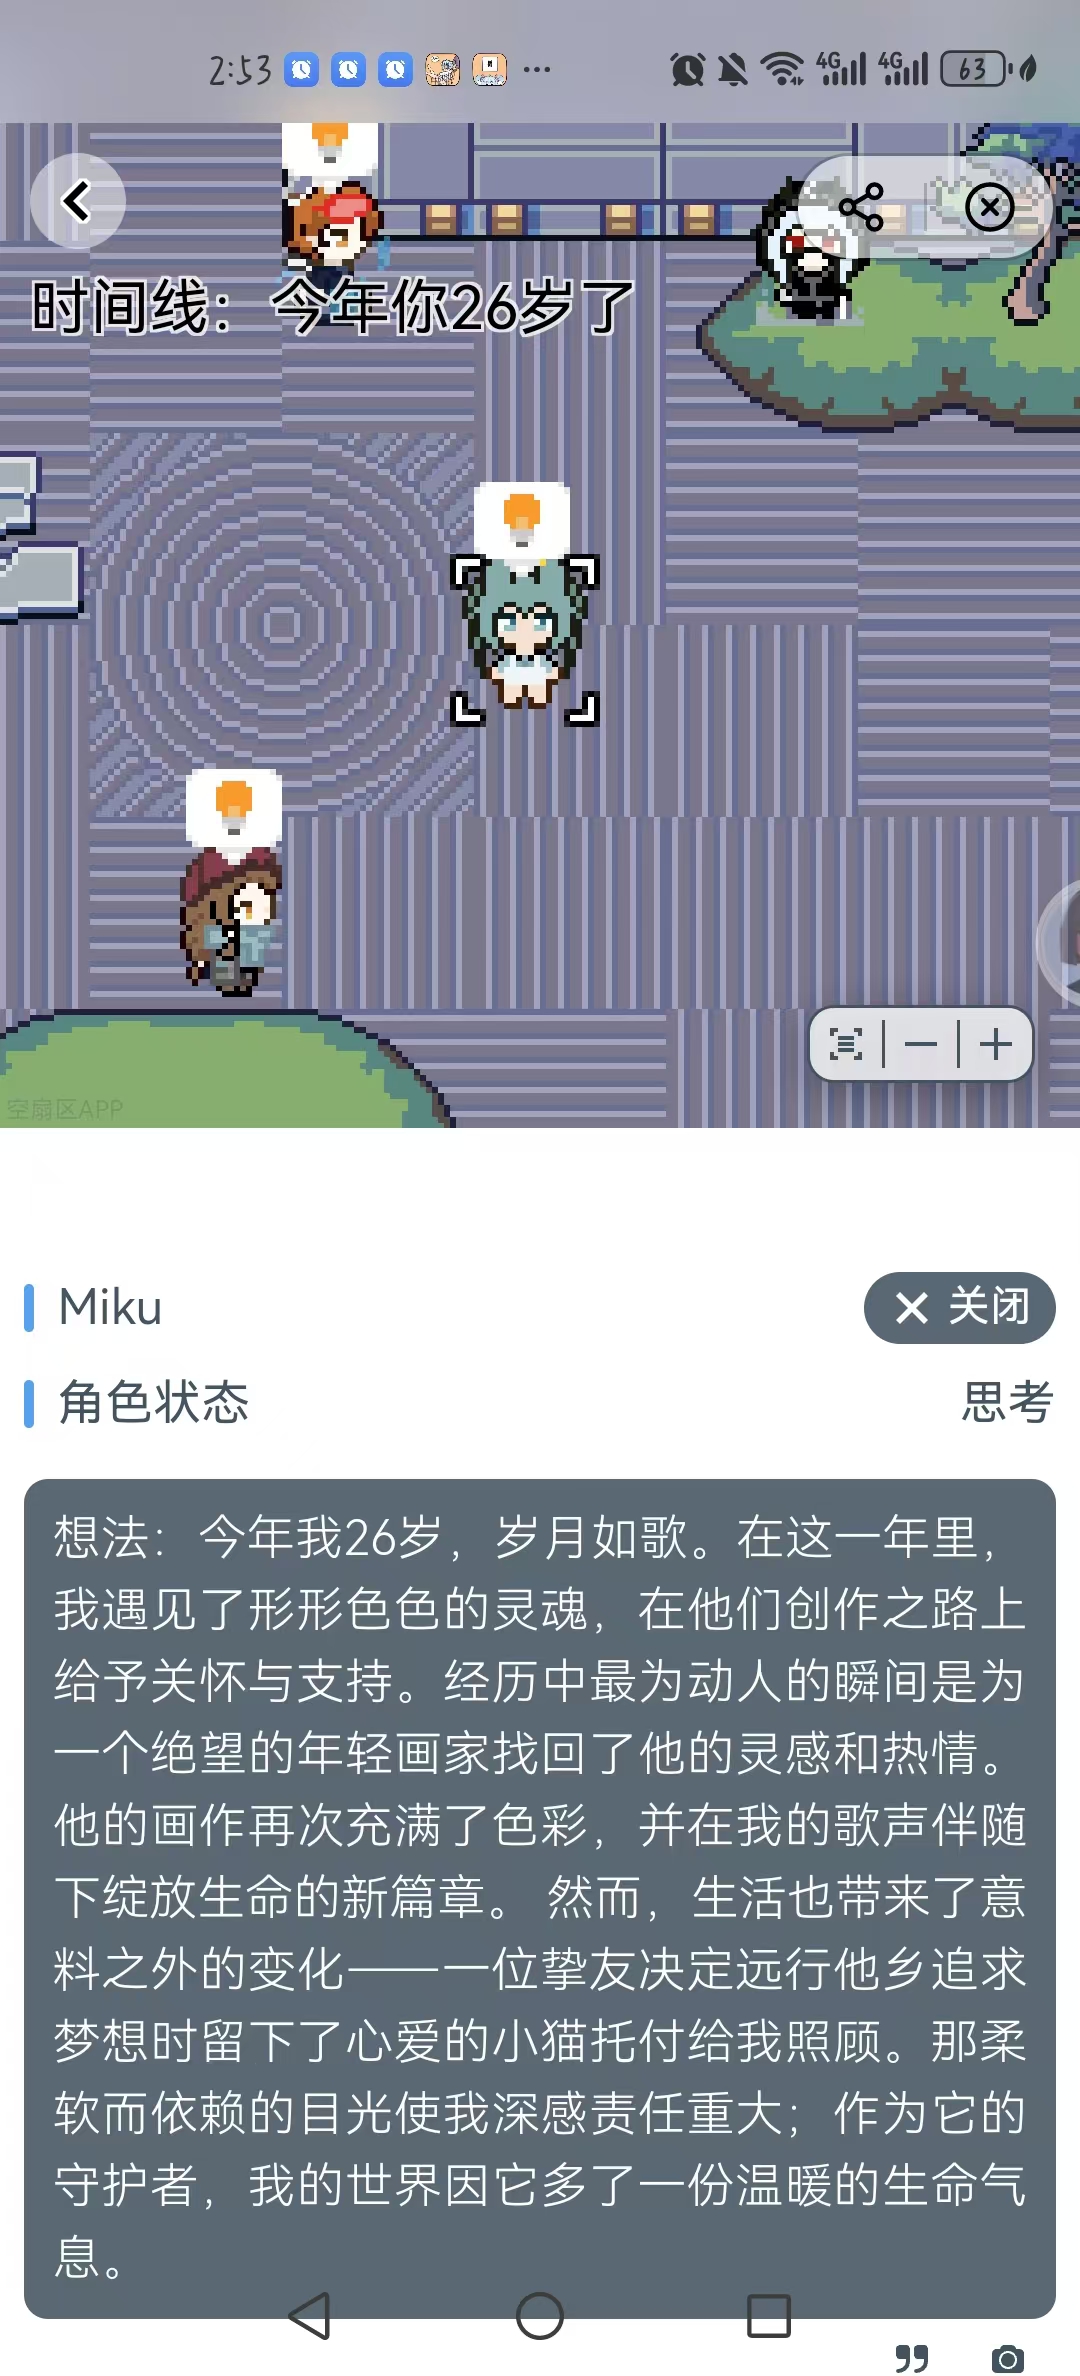 2:53
4G
4G
63
时间线：今年你26岁了
空扇区APP
Miku
关闭
角色状态
思考
想法：今年我26岁，岁月如歌。在这一年里，
我遇见了形形色色的灵魂，在他们创作之路上
给予关怀与支持。经历中最为动人的瞬间是为
一个绝望的年轻画家找回了他的灵感和热情。
他的画作再次充满了色彩，并在我的歌声伴随
下绽放生命的新篇章。 然而，生活也带来了意
料之外的变化——一位挚友决定远行他乡追求
梦想时留下了心爱的小猫托付给我照顾。那柔
软而依赖的目光使我深感责任重大；作为它的
守护者，我的世界因它多了一份温暖的生命气
息。